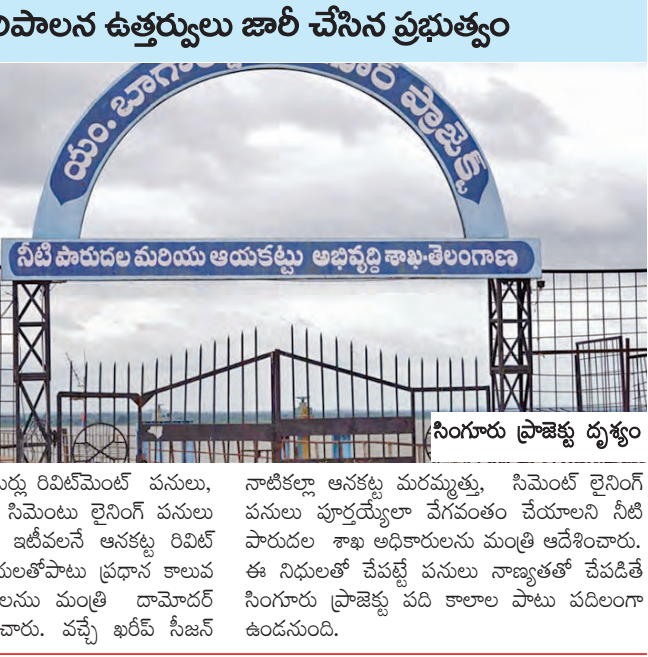 రిపాలన ఉత్తర్వులు జారీ చేసిన ప్రభుత్వం
యం. బాగా ప్రాజెక్ట్
నీటి పారుదల మరియు ఆయకట్టు అభివృద్ధి శాఖ-తెలంగాణ
సింగూరు ప్రాజెక్టు దృశ్యం
ర్లు రివిట్‌మెంట్ పనులు,
సిమెంటు లైనింగ్ పనులు
ఇటీవలనే ఆనకట్ట రివిట్
లతోపాటు ప్రధాన కాలువ
లను మంత్రి దామోదర్
చారు. వచ్చే ఖరీప్ సీజన్
నాటికల్లా ఆనకట్ట మరమ్మత్తు, సిమెంట్ లైనింగ్
పనులు పూర్తయ్యేలా వేగవంతం చేయాలని నీటి
పారుదల శాఖ అధికారులను మంత్రి ఆదేశించారు.
ఈ నిధులతో చేపట్టే పనులు నాణ్యతతో చేపడితే
సింగూరు ప్రాజెక్టు పది కాలాల పాటు పదిలంగా
ఉండనుంది.